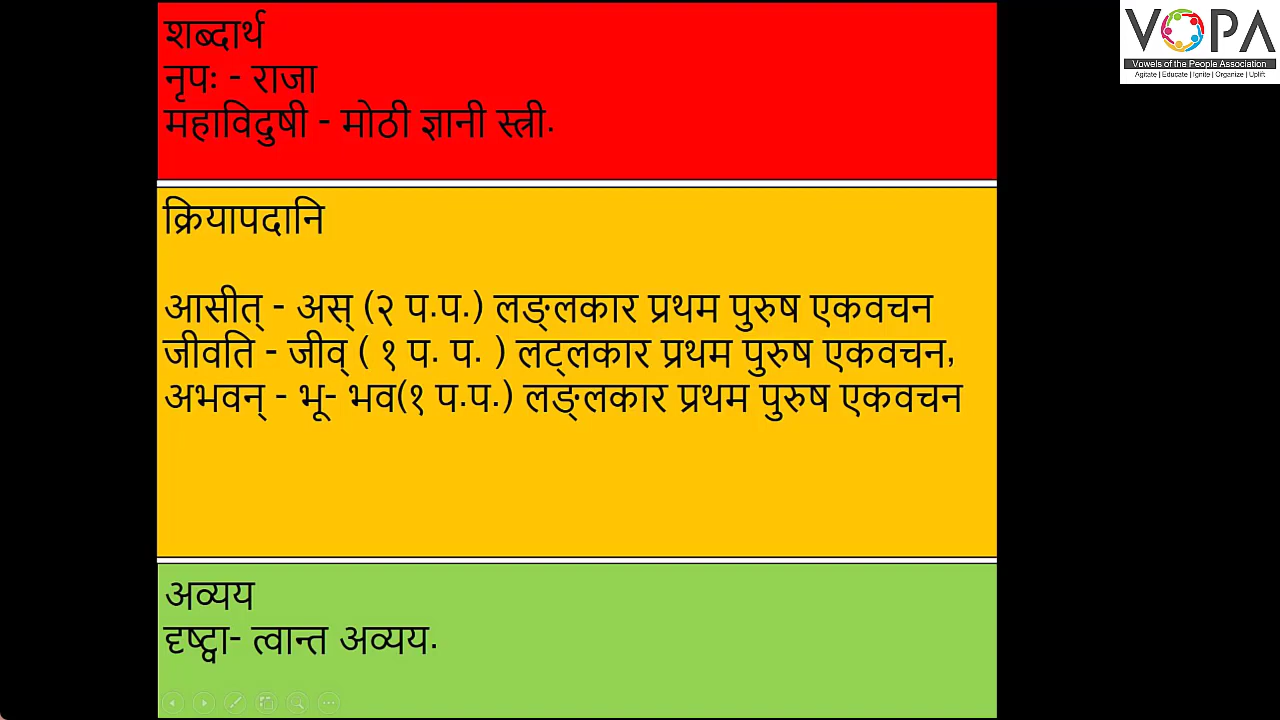 शब्दार्थ
नृपः - राजा
महाविदुषी - मोठी ज्ञानी स्त्री.
क्रियापदानि
आसीत् - अस् (२ प.प.) लङ्लकार प्रथम पुरुष एकवचन
जीवति - जीव् ( १ प. प. ) लट्लकार प्रथम पुरुष एकवचन,
अभवन् - भू- भव(१ प.प.) लङ्लकार प्रथम पुरुष एकवचन
अव्यय
दृष्ट्वा- त्वान्त अव्यय.
VOPA
Vowels of the People Association
Agitate | Educate | Ignite | Organize | Uplift